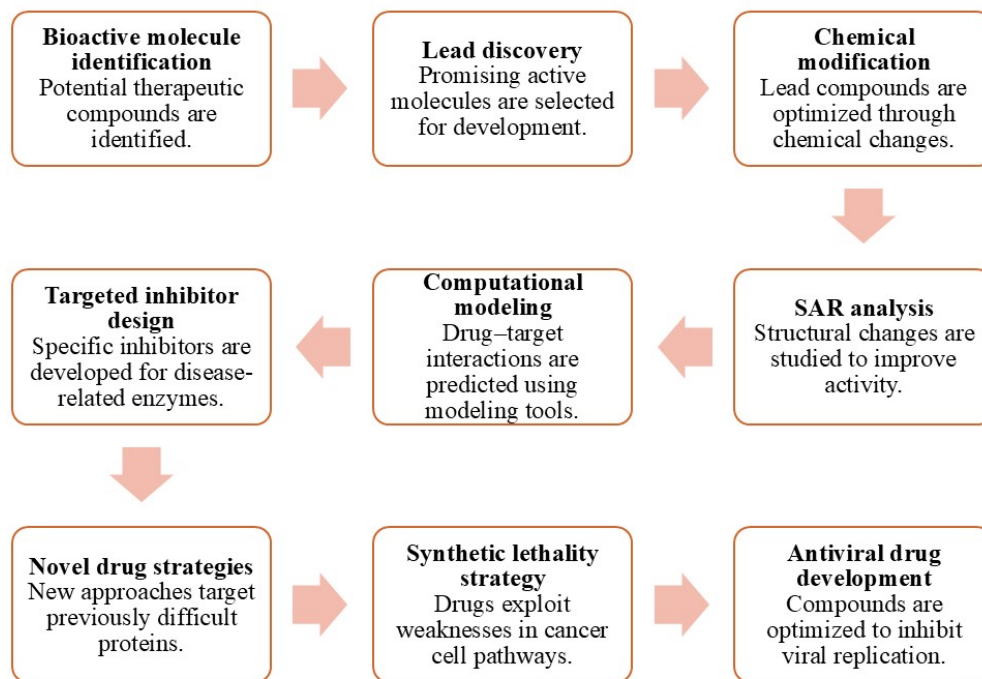 Bioactive molecule
identification
Potential therapeutic
compounds are
identified.
Lead discovery
Promising active
molecules are selected
for development.
Chemical
modification
Lead compounds are
optimized through
chemical changes.
SAR analysis
Structural changes are
studied to improve
activity.
Computational
modeling
Drug–target
interactions are
predicted using
modeling tools.
Targeted inhibitor
design
Specific inhibitors are
developed for disease-
related enzymes.
Novel drug strategies
New approaches target
previously difficult
proteins.
Synthetic lethality
strategy
Drugs exploit
weaknesses in cancer
cell pathways.
Antiviral drug
development
Compounds are
optimized to inhibit
viral replication.